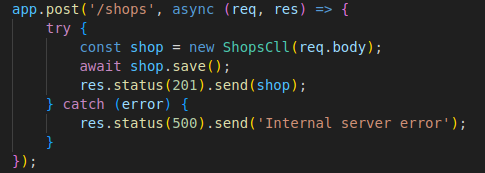 app.post('/shops', async (req, res) => {
    try {
        const shop = new ShopsCll(req.body);
        await shop.save();
        res.status(201).send(shop);
    } catch (error) {
        res.status(500).send('Internal server error');
    }
});